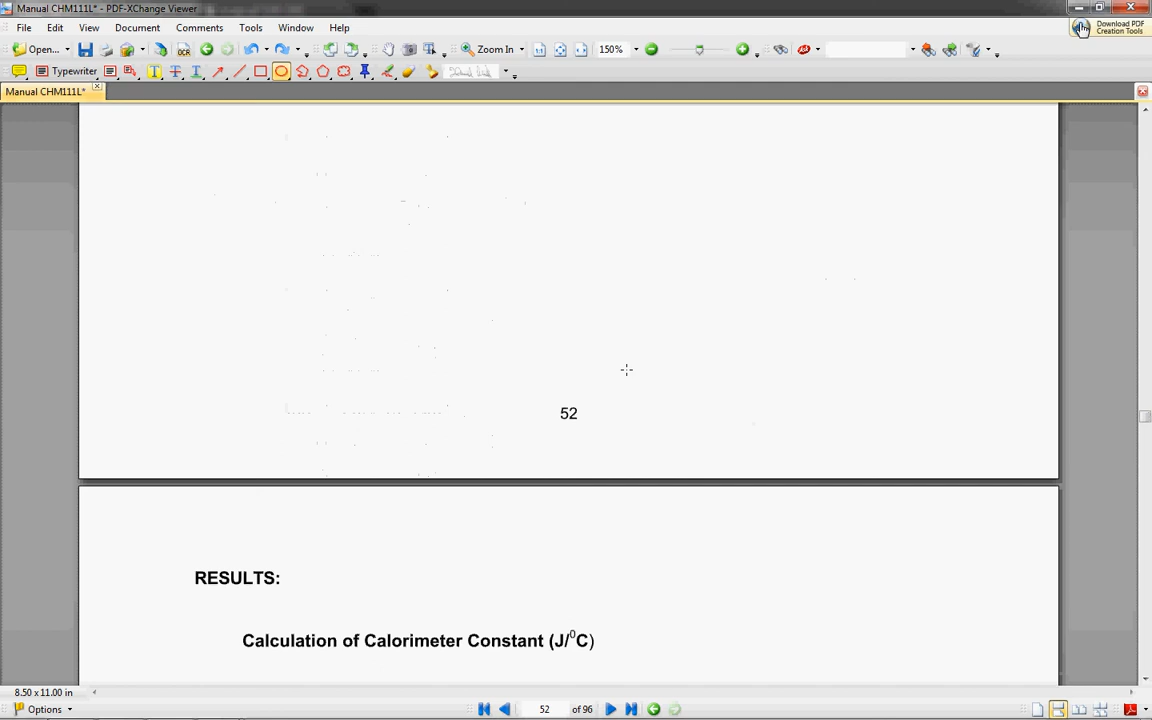 Manual CHM111L* - PDF-XChange Viewer
File Edit View Document Comments Tools Window Help
Download PDF
Creation Tools
Open... OCR Zoom In 150%
Typewriter
Manual CHM111L*
52
RESULTS:
Calculation of Calorimeter Constant (J/⁰C)
8.50 x 11.00 in
Options 52 of 96